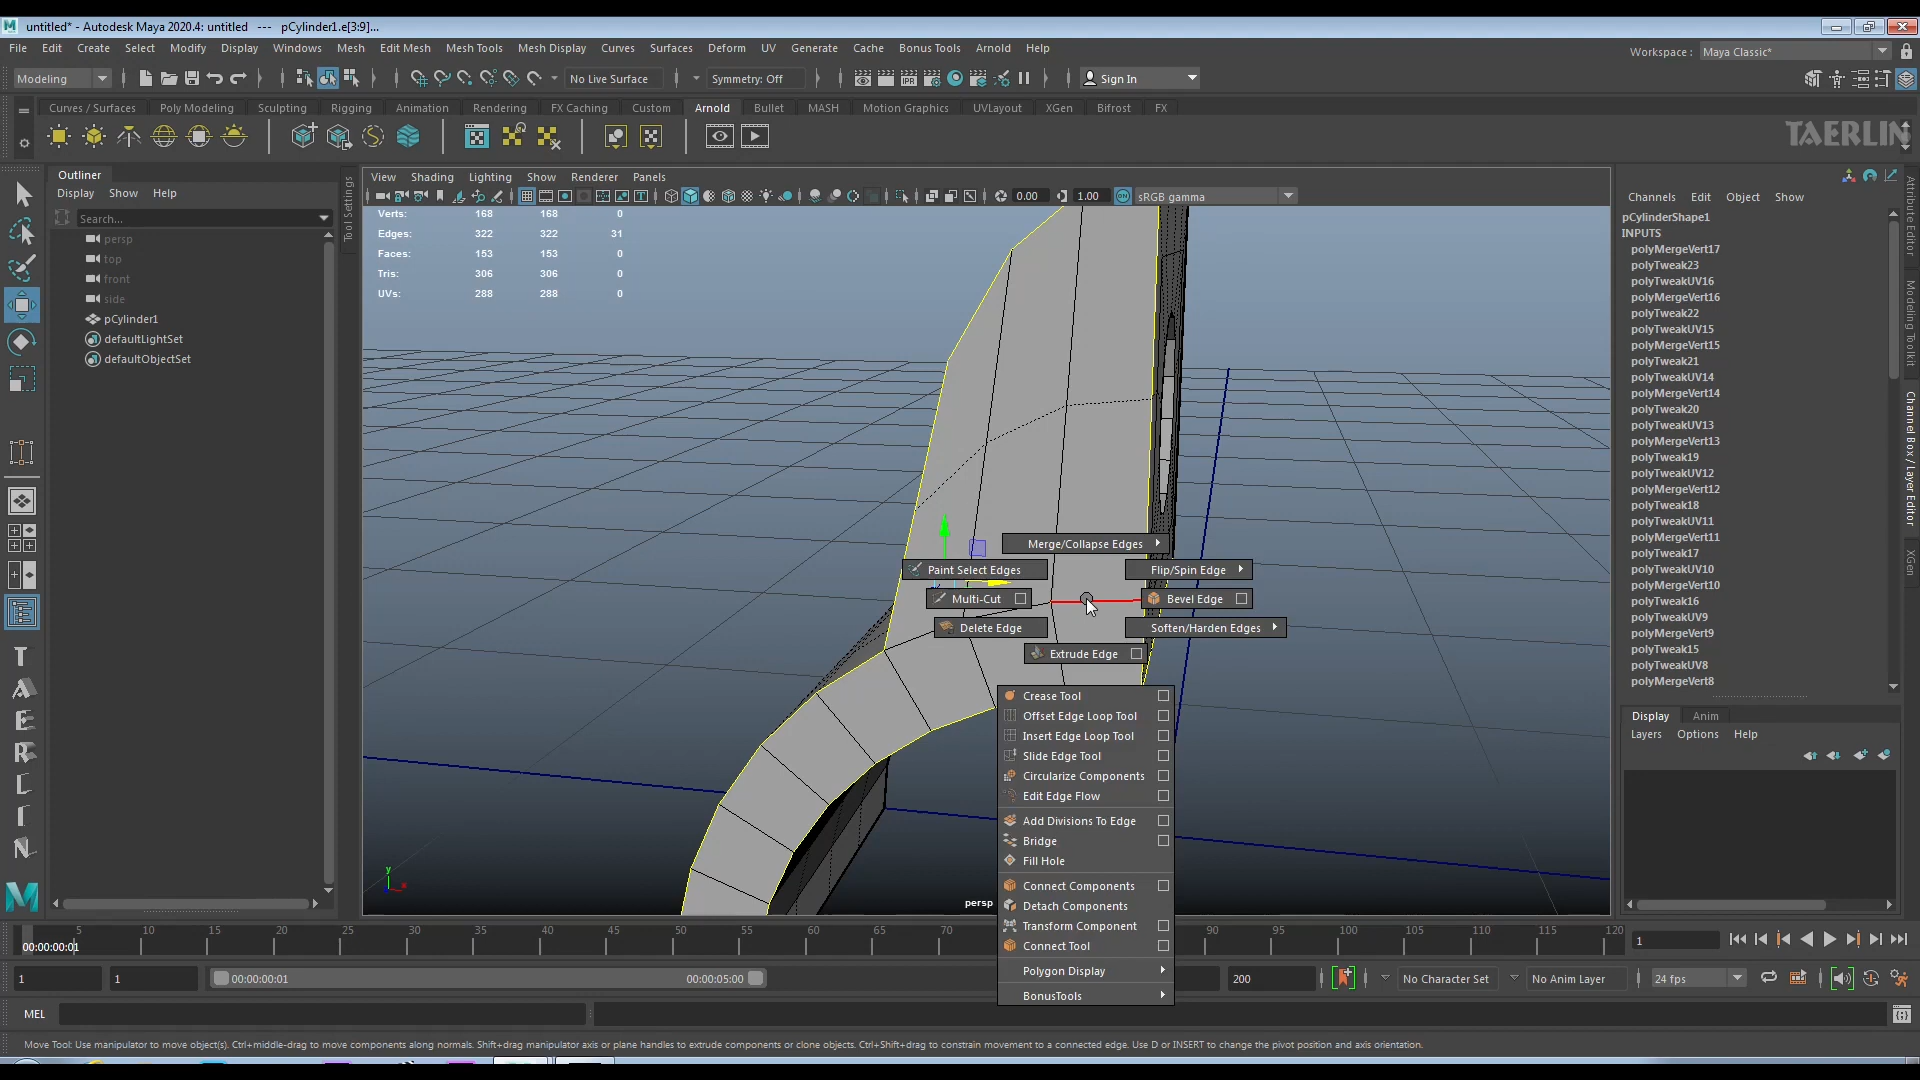 untitled* - Autodesk Maya 2020.4: untitled --- pCylinder1.e[3:9]...
File Edit Create Select Modify Display Windows Mesh Edit Mesh Mesh Tools Mesh Display Curves Surfaces Deform UV Generate Cache Bonus Tools Arnold Help
Workspace : Maya Classic*
Modeling No Live Surface Symmetry: Off Sign In
Curves / Surfaces Poly Modeling Sculpting Rigging Animation Rendering FX Caching Custom Arnold Bullet MASH Motion Graphics UVLayout XGen Bifrost FX
TAERLIN
Outliner
Display Show Help
Search...
persp
top
front
side
pCylinder1
defaultLightSet
defaultObjectSet
Tool Settings
View Shading Lighting Show Renderer Panels
0.00 1.00 ON sRGB gamma
Verts: 168 168 0
Edges: 322 322 31
Faces: 153 153 0
Tris: 306 306 0
UVs: 288 288 0
Merge/Collapse Edges
Paint Select Edges Flip/Spin Edge
Multi-Cut Bevel Edge
Delete Edge Soften/Harden Edges
Extrude Edge
Crease Tool
Offset Edge Loop Tool
Insert Edge Loop Tool
Slide Edge Tool
Circularize Components
Edit Edge Flow
Add Divisions To Edge
Bridge
Fill Hole
Connect Components
Detach Components
Transform Component
Connect Tool
Polygon Display
BonusTools
y
x
persp
Channels Edit Object Show
pCylinderShape1
INPUTS
polyMergeVert17
polyTweak23
polyTweakUV16
polyMergeVert16
polyTweak22
polyTweakUV15
polyMergeVert15
polyTweak21
polyTweakUV14
polyMergeVert14
polyTweak20
polyTweakUV13
polyMergeVert13
polyTweak19
polyTweakUV12
polyMergeVert12
polyTweak18
polyTweakUV11
polyMergeVert11
polyTweak17
polyTweakUV10
polyMergeVert10
polyTweak16
polyTweakUV9
polyMergeVert9
polyTweak15
polyTweakUV8
polyMergeVert8
Display Anim
Layers Options Help
Attribute Editor
Modeling Toolkit
Channel Box / Layer Editor
XGen
5 10 15 20 25 30 35 40 45 50 55 60 65 70 90 95 100 105 110 115 120
00:00:00:01
1
1 1 00:00:00:01 00:00:05:00 200 No Character Set No Anim Layer 24 fps
MEL
Move Tool: Use manipulator to move object(s). Ctrl+middle-drag to move components along normals. Shift+drag manipulator axis or plane handles to extrude components or clone objects. Ctrl+Shift+drag to constrain movement to a connected edge. Use D or INSERT to change the pivot position and axis orientation.